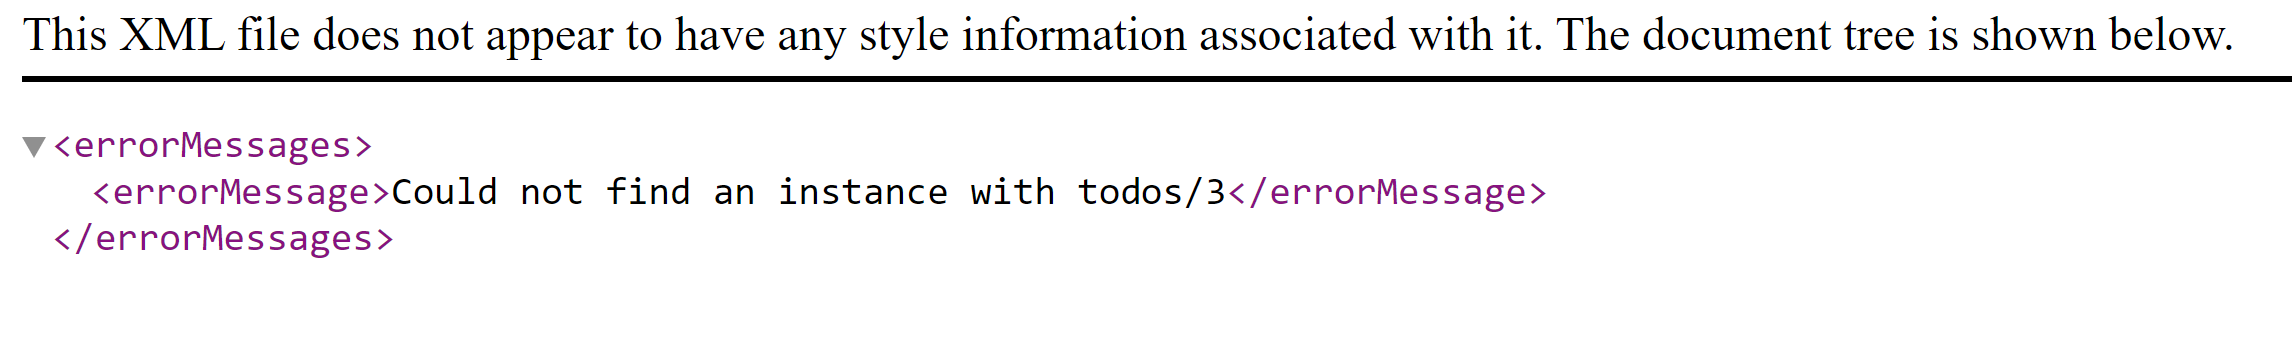 This XML file does not appear to have any style information associated with it. The document tree is shown below.
▼<errorMessages>
<errorMessage>Could not find an instance with todos/3</errorMessage>
</errorMessages>